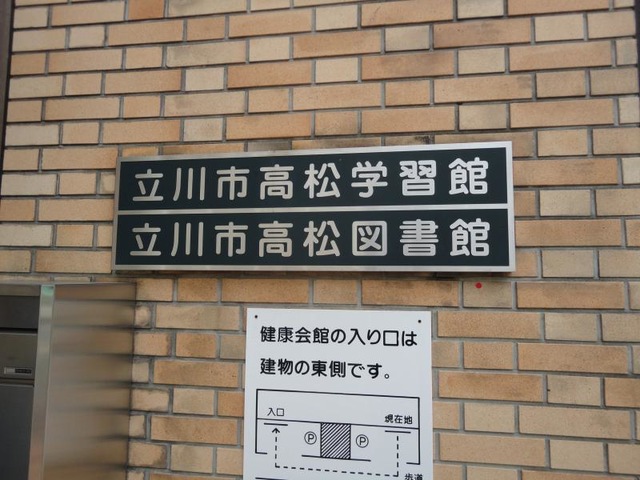 立川市高松学習館
立川市高松図書館
健康会館の入り口は
建物の東側です。
入口
現在地
P P
歩道